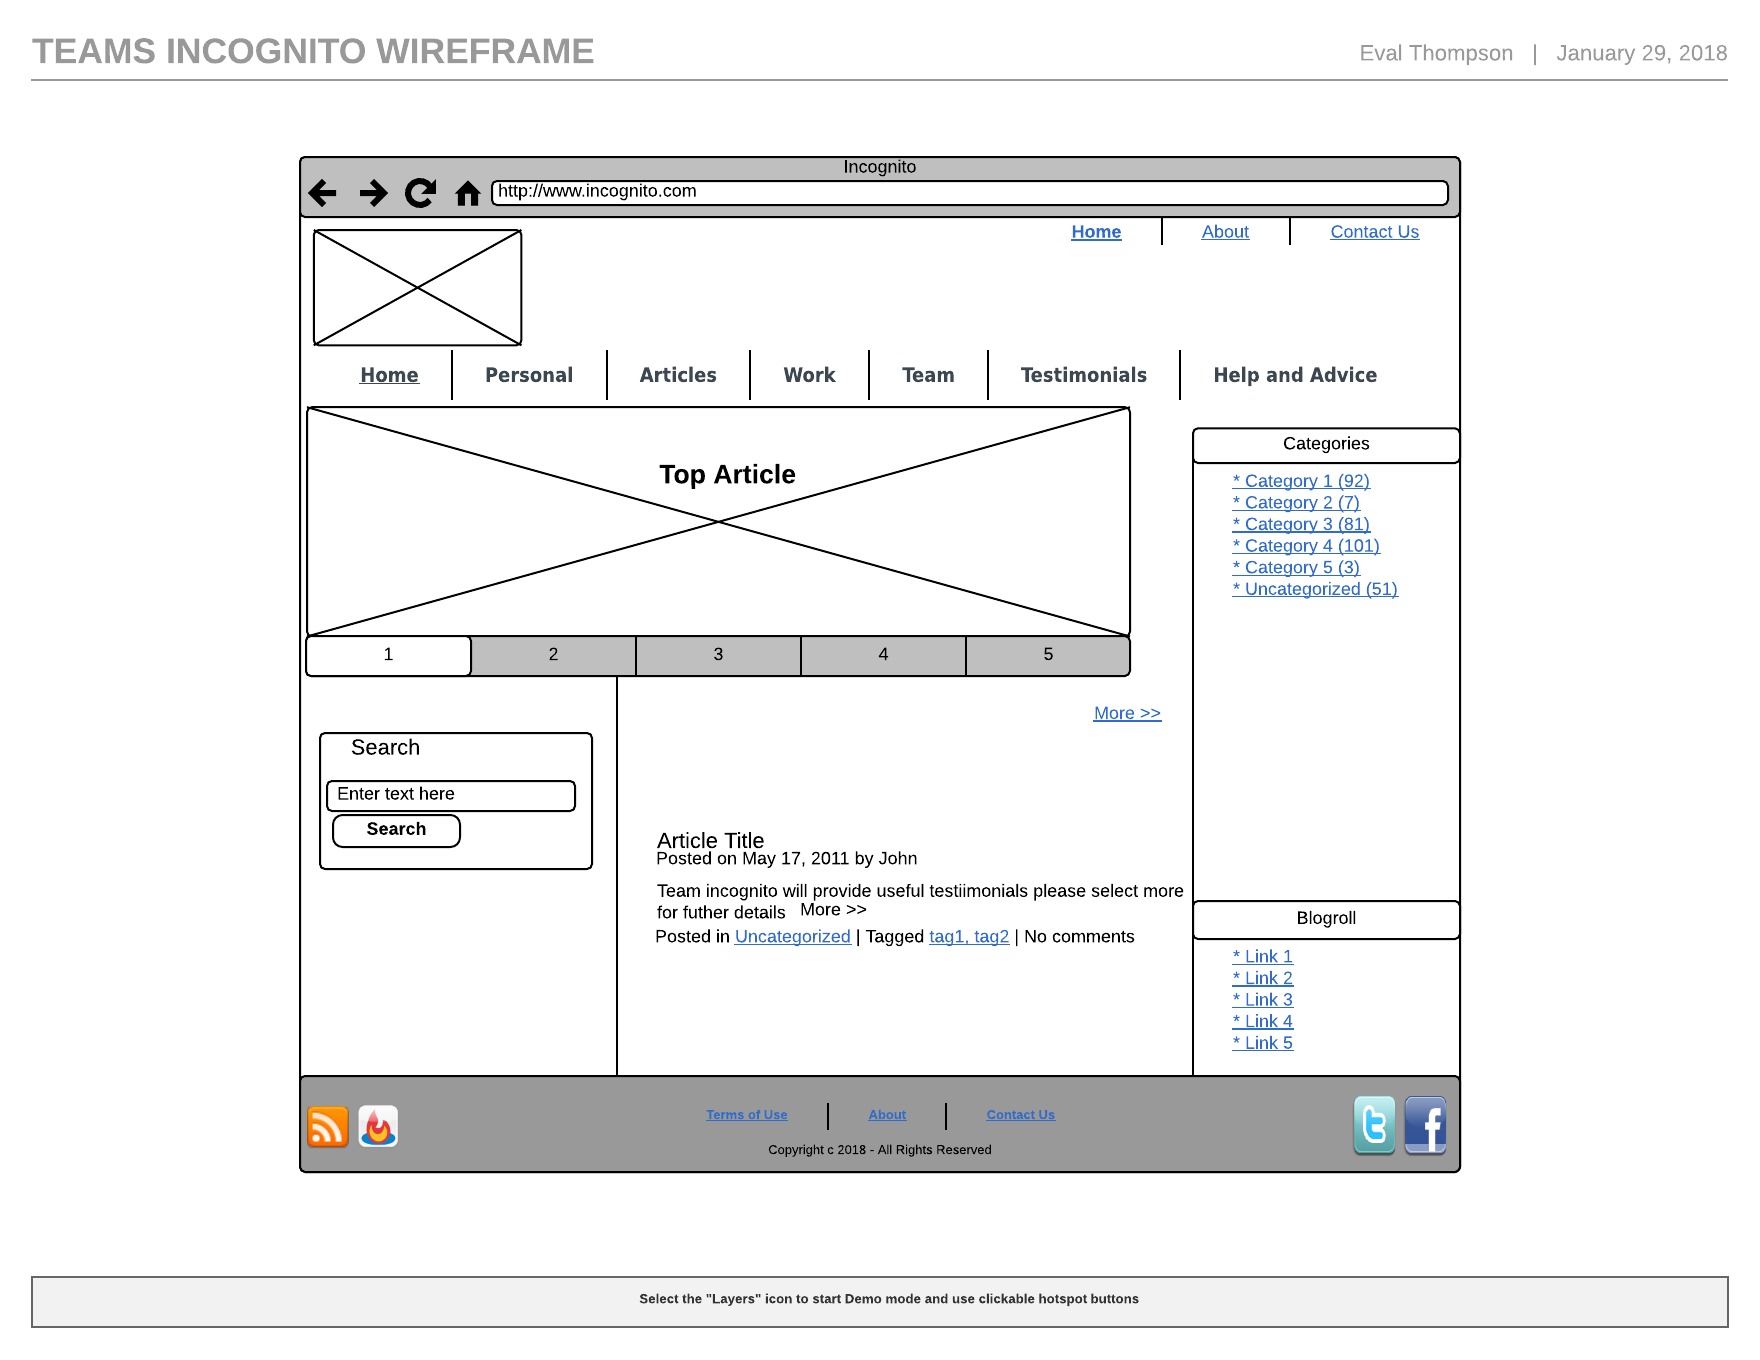 TEAMS INCOGNITO WIREFRAME
Eval Thompson | January 29, 2018
Incognito
http://www.incognito.com
Home About Contact Us
Home Personal Articles Work Team Testimonials Help and Advice
Top Article
1 2 3 4 5
More >>
Search
Enter text here
Search
Article Title
Posted on May 17, 2011 by John
Team incognito will provide useful testiimonials please select more
for futher details More >>
Posted in Uncategorized | Tagged tag1, tag2 | No comments
Categories
* Category 1 (92)
* Category 2 (7)
* Category 3 (81)
* Category 4 (101)
* Category 5 (3)
* Uncategorized (51)
Blogroll
* Link 1
* Link 2
* Link 3
* Link 4
* Link 5
Terms of Use About Contact Us
Copyright c 2018 - All Rights Reserved
Select the "Layers" icon to start Demo mode and use clickable hotspot buttons